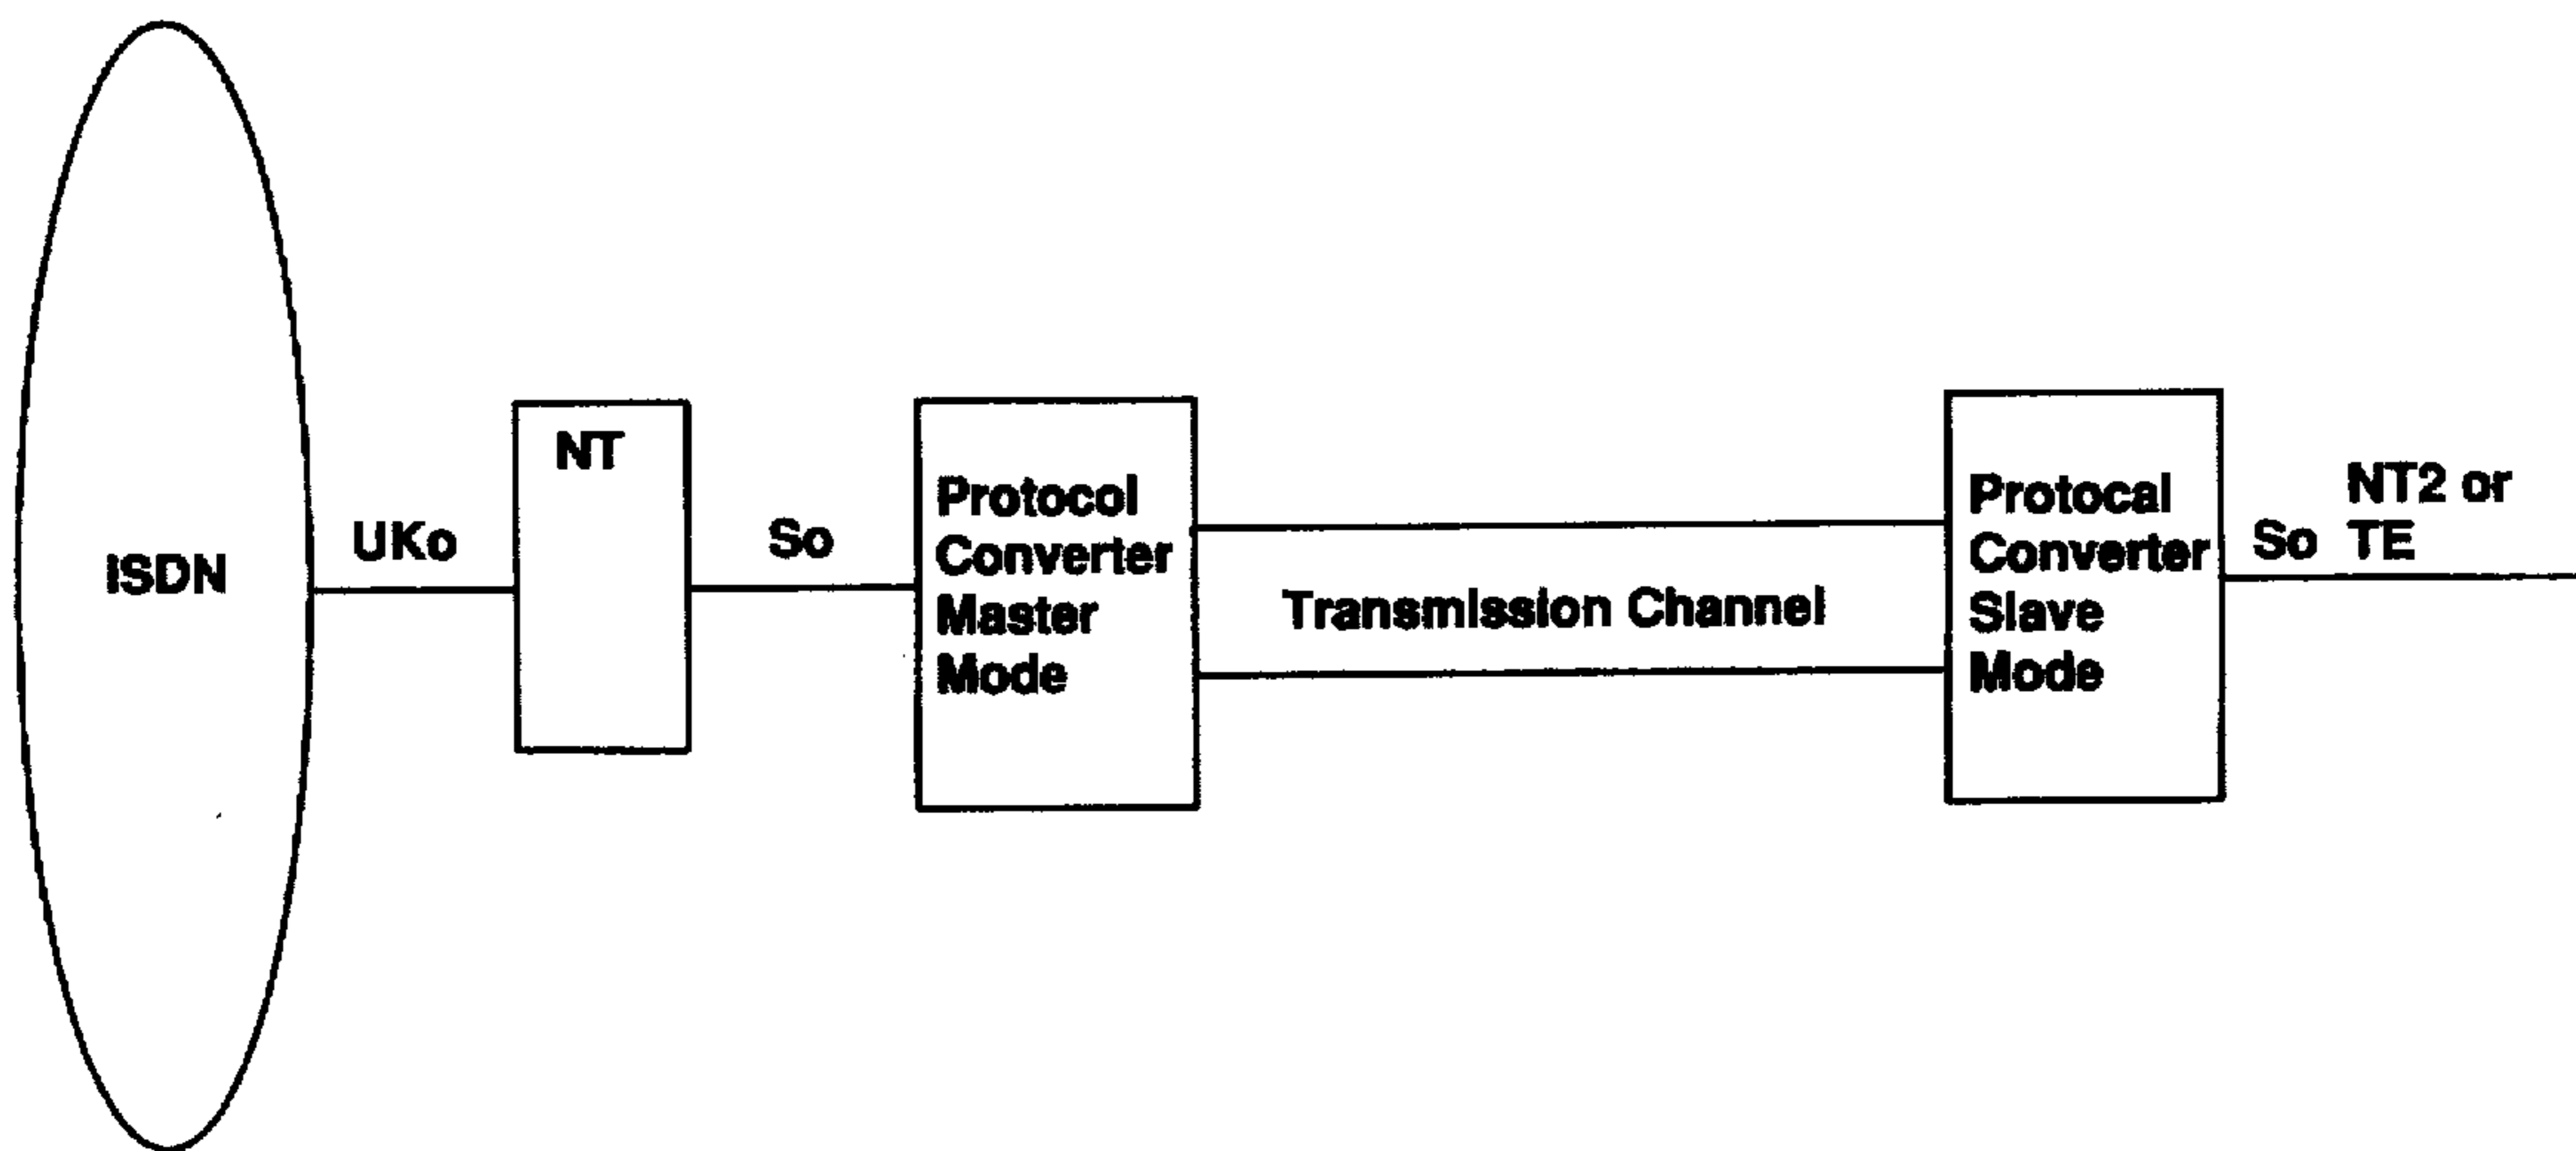 ISDN
UKo
NT
So
Protocol
Converter
Master
Mode
Transmission Channel
Protocal
Converter
Slave
Mode
So
NT2 or
TE